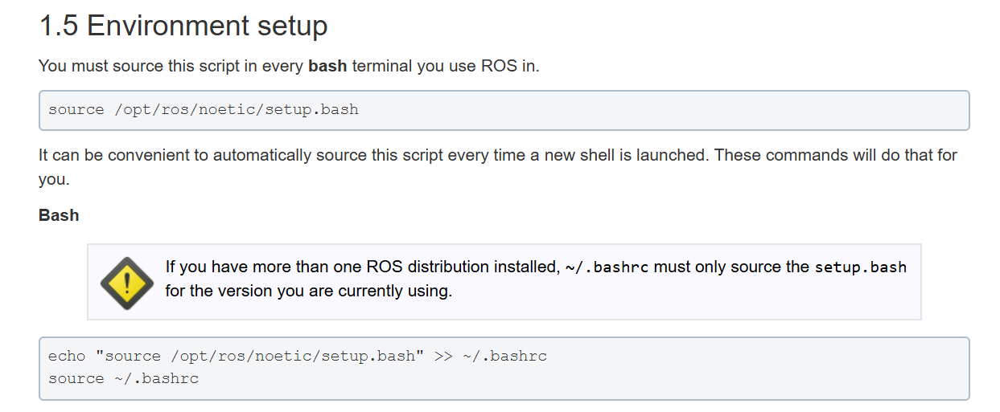 1.5 Environment setup
You must source this script in every bash terminal you use ROS in.
source /opt/ros/noetic/setup.bash
It can be convenient to automatically source this script every time a new shell is launched. These commands will do that for
you.
Bash
If you have more than one ROS distribution installed, ~/.bashrc must only source the setup.bash
for the version you are currently using.
echo "source /opt/ros/noetic/setup.bash" >> ~/.bashrc
source ~/.bashrc